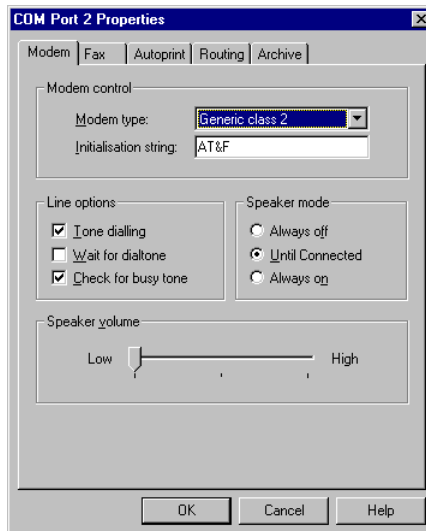 COM Port 2 Properties
Modem Fax Autoprint Routing Archive
Modem control
Modem type: Generic class 2
Initialisation string: AT&F
Line options
Tone dialling
Wait for dialtone
Check for busy tone
Speaker mode
Always off
Until Connected
Always on
Speaker volume
Low High
OK Cancel Help